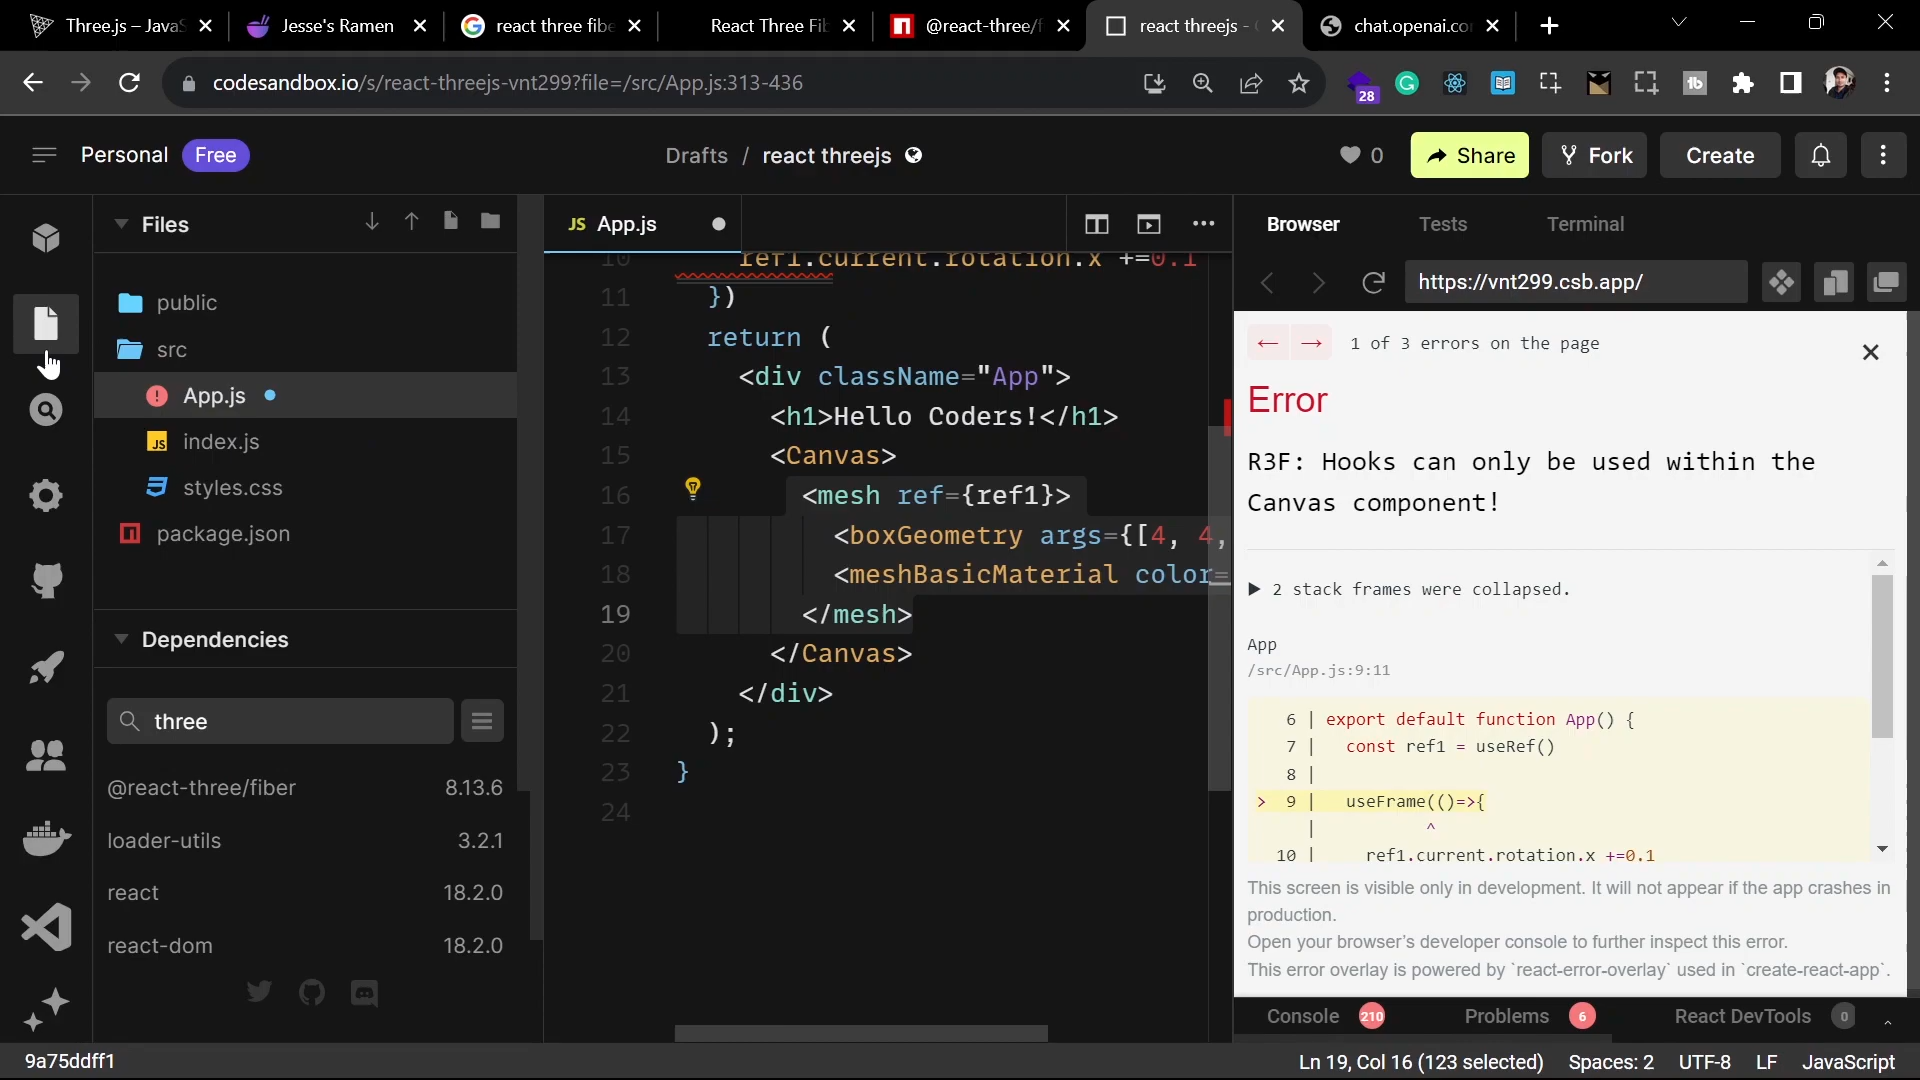 Three.js – JavaS
Jesse's Ramen
react three fibe
React Three Fib
@react-three/f
react threejs -
chat.openai.co
codesandbox.io/s/react-threejs-vnt299?file=/src/App.js:313-436
28
Personal Free
Drafts / react threejs
0
Share
Fork
Create
Files
public
src
App.js
JS index.js
styles.css
package.json
Dependencies
three
@react-three/fiber 8.13.6
loader-utils 3.2.1
react 18.2.0
react-dom 18.2.0
JS App.js
10 ref1.current.rotation.x +=0.1
11 })
12 return (
13 <div className="App">
14 <h1>Hello Coders!</h1>
15 <Canvas>
16 <mesh ref={ref1}>
17 <boxGeometry args={[4, 4,
18 <meshBasicMaterial color=
19 </mesh>
20 </Canvas>
21 </div>
22 );
23 }
24
Browser Tests Terminal
https://vnt299.csb.app/
← → 1 of 3 errors on the page
Error
R3F: Hooks can only be used within the
Canvas component!
▶ 2 stack frames were collapsed.
App
/src/App.js:9:11
6 | export default function App() {
7 | const ref1 = useRef()
8 |
> 9 | useFrame(()=>{
| ^
10 | ref1.current.rotation.x +=0.1
This screen is visible only in development. It will not appear if the app crashes in
production.
Open your browser's developer console to further inspect this error.
This error overlay is powered by `react-error-overlay` used in `create-react-app`.
Console 210 Problems 6 React DevTools 0
9a75ddff1
Ln 19, Col 16 (123 selected) Spaces: 2 UTF-8 LF JavaScript